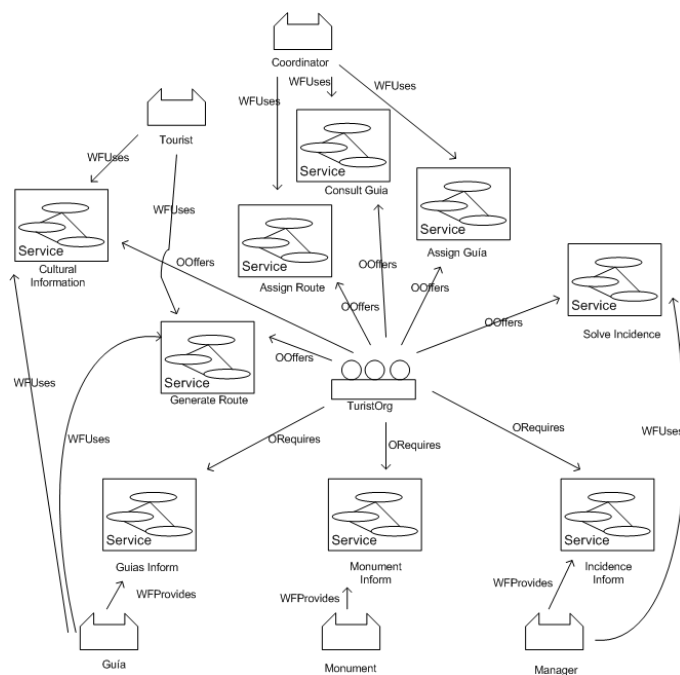 Coordinator
WFUses
WFUses
WFUses
Tourist
WFUses
Service
Consult Guia
WFUses
Service
Cultural
Information
Service
Assign Route
Service
Assign Guía
OOffers
OOffers
OOffers
OOffers
OOffers
Service
Solve Incidence
OOffers
Service
Generate Route
TuristOrg
WFUses
WFUses
WFUses
ORequires
ORequires
ORequires
Service
Guias Inform
Service
Monument
Inform
Service
Incidence
Inform
WFProvides
WFProvides
WFProvides
Guía
Monument
Manager